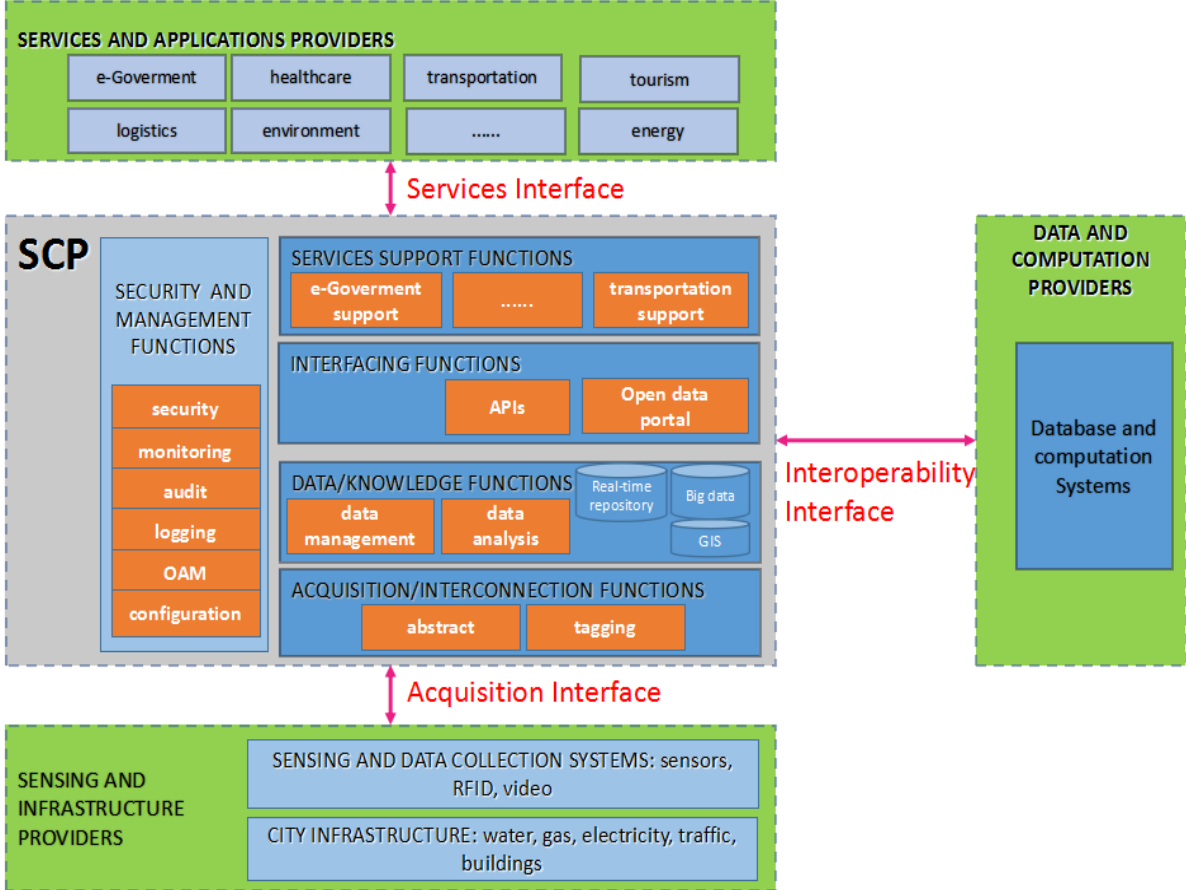 SERVICES AND APPLICATIONS PROVIDERS
e-Goverment
healthcare
transportation
tourism
logistics
environment
......
energy
Services Interface
SCP
SECURITY AND
MANAGEMENT
FUNCTIONS
security
monitoring
audit
logging
OAM
configuration
SERVICES SUPPORT FUNCTIONS
e-Goverment
support
......
transportation
support
INTERFACING FUNCTIONS
APIs
Open data
portal
DATA/KNOWLEDGE FUNCTIONS
data
management
data
analysis
Real-time
repository
Big data
GIS
ACQUISITION/INTERCONNECTION FUNCTIONS
abstract
tagging
Interoperability
Interface
DATA AND
COMPUTATION
PROVIDERS
Database and
computation
Systems
Acquisition Interface
SENSING AND
INFRASTRUCTURE
PROVIDERS
SENSING AND DATA COLLECTION SYSTEMS: sensors,
RFID, video
CITY INFRASTRUCTURE: water, gas, electricity, traffic,
buildings